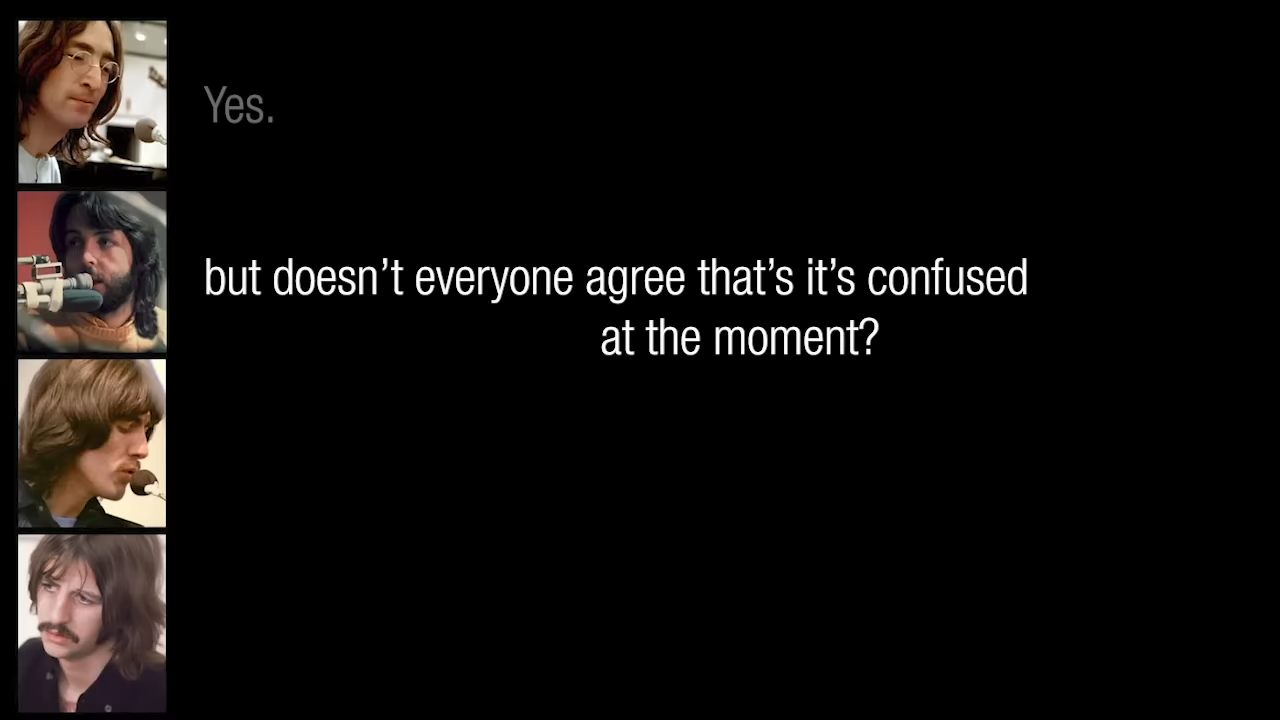 Yes.
but doesn’t everyone agree that’s it’s confused
at the moment?